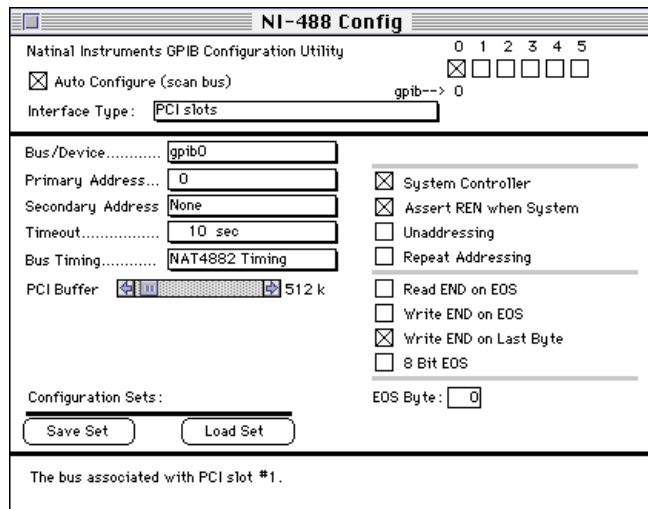 NI-488 Config
Natinal Instruments GPIB Configuration Utility
0 1 2 3 4 5
Auto Configure (scan bus)
gpib--> 0
Interface Type: PCI slots
Bus/Device........... gpib0
Primary Address... 0
Secondary Address None
Timeout................. 10 sec
Bus Timing........... NAT4882 Timing
PCI Buffer 512 k
System Controller
Assert REN when System
Unaddressing
Repeat Addressing
Read END on EOS
Write END on EOS
Write END on Last Byte
8 Bit EOS
Configuration Sets:
EOS Byte: 0
Save Set Load Set
The bus associated with PCI slot #1.